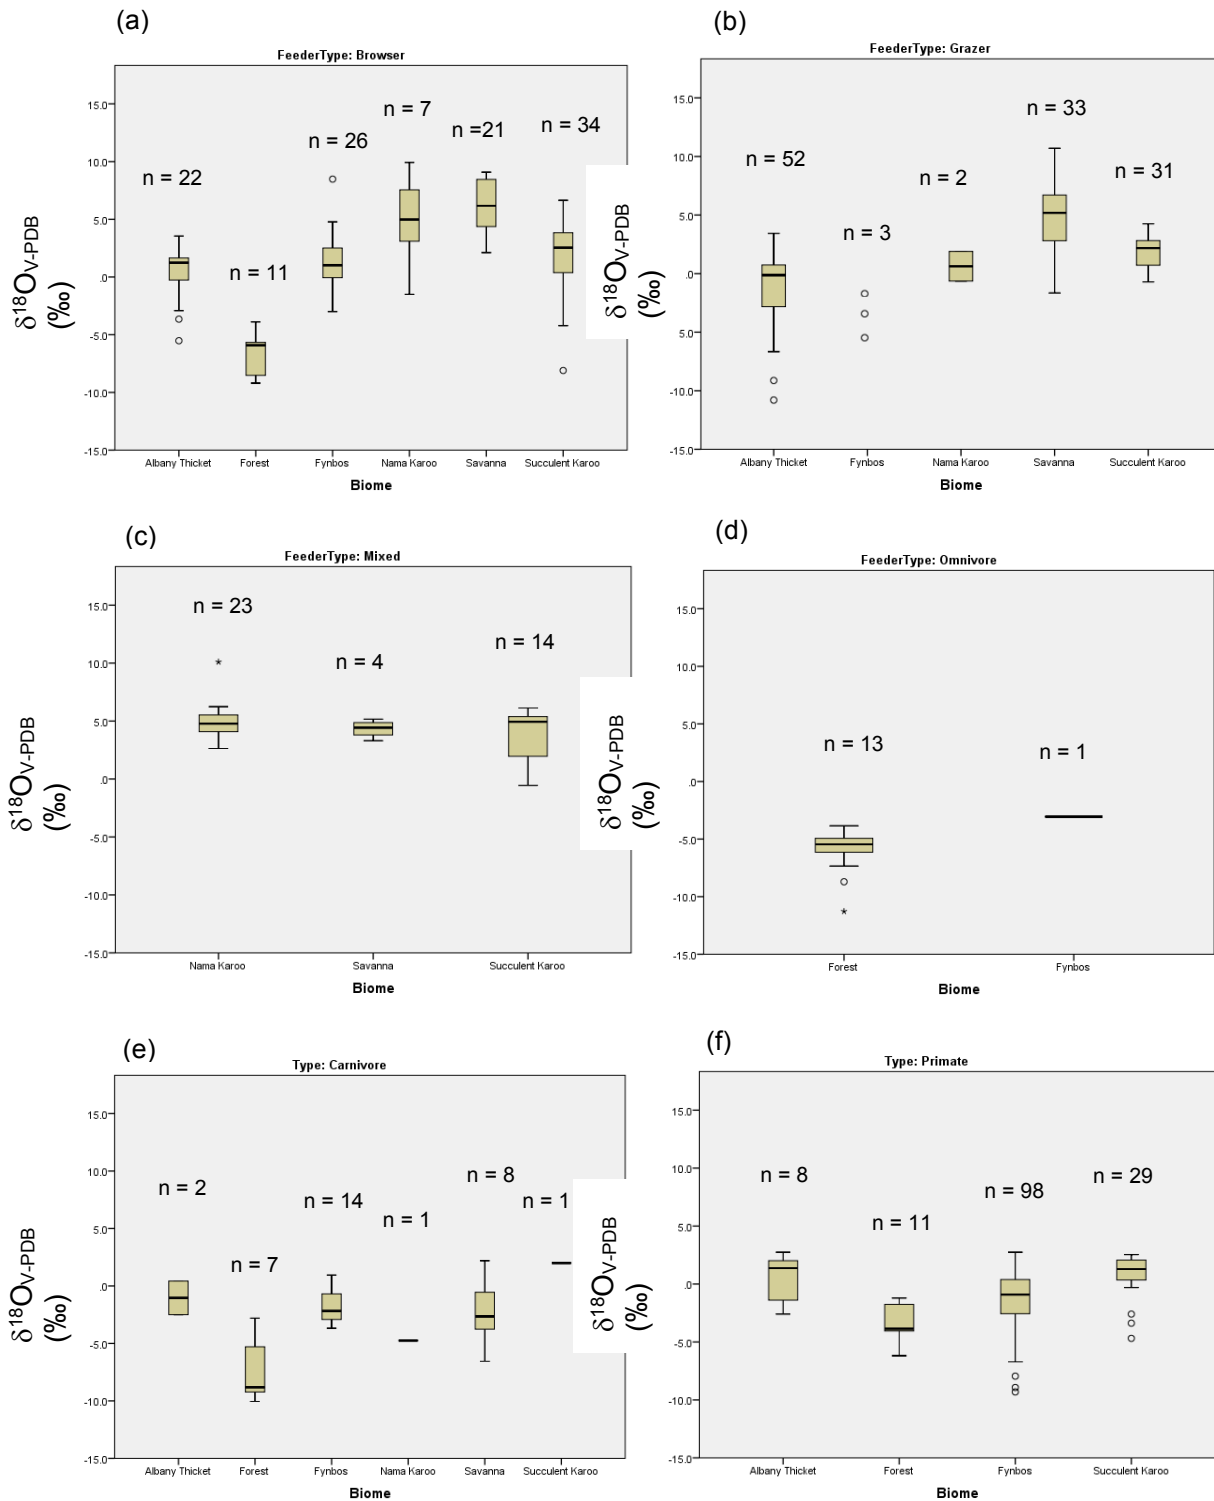 (a)
FeederType: Browser
δ18OV-PDB
(‰)
15.0
10.0
5.0
.0
-5.0
-10.0
-15.0
n = 22
n = 11
n = 26
n = 7
n =21
n = 34
Albany Thicket Forest Fynbos Nama Karoo Savanna Succulent Karoo
Biome
(b)
FeederType: Grazer
δ18OV-PDB
(‰)
15.0
10.0
5.0
.0
-5.0
-10.0
-15.0
n = 52
n = 3
n = 2
n = 33
n = 31
Albany Thicket Fynbos Nama Karoo Savanna Succulent Karoo
Biome
(c)
FeederType: Mixed
δ18OV-PDB
(‰)
15.0
10.0
5.0
.0
-5.0
-10.0
-15.0
n = 23
n = 4
n = 14
Nama Karoo Savanna Succulent Karoo
Biome
(d)
FeederType: Omnivore
δ18OV-PDB
(‰)
15.0
10.0
5.0
.0
-5.0
-10.0
-15.0
n = 13
n = 1
Forest Fynbos
Biome
(e)
Type: Carnivore
δ18OV-PDB
(‰)
15.0
10.0
5.0
.0
-5.0
-10.0
-15.0
n = 2
n = 7
n = 14
n = 1
n = 8
n = 1
Albany Thicket Forest Fynbos Nama Karoo Savanna Succulent Karoo
Biome
(f)
Type: Primate
δ18OV-PDB
(‰)
15.0
10.0
5.0
.0
-5.0
-10.0
-15.0
n = 8
n = 11
n = 98
n = 29
Albany Thicket Forest Fynbos Succulent Karoo
Biome